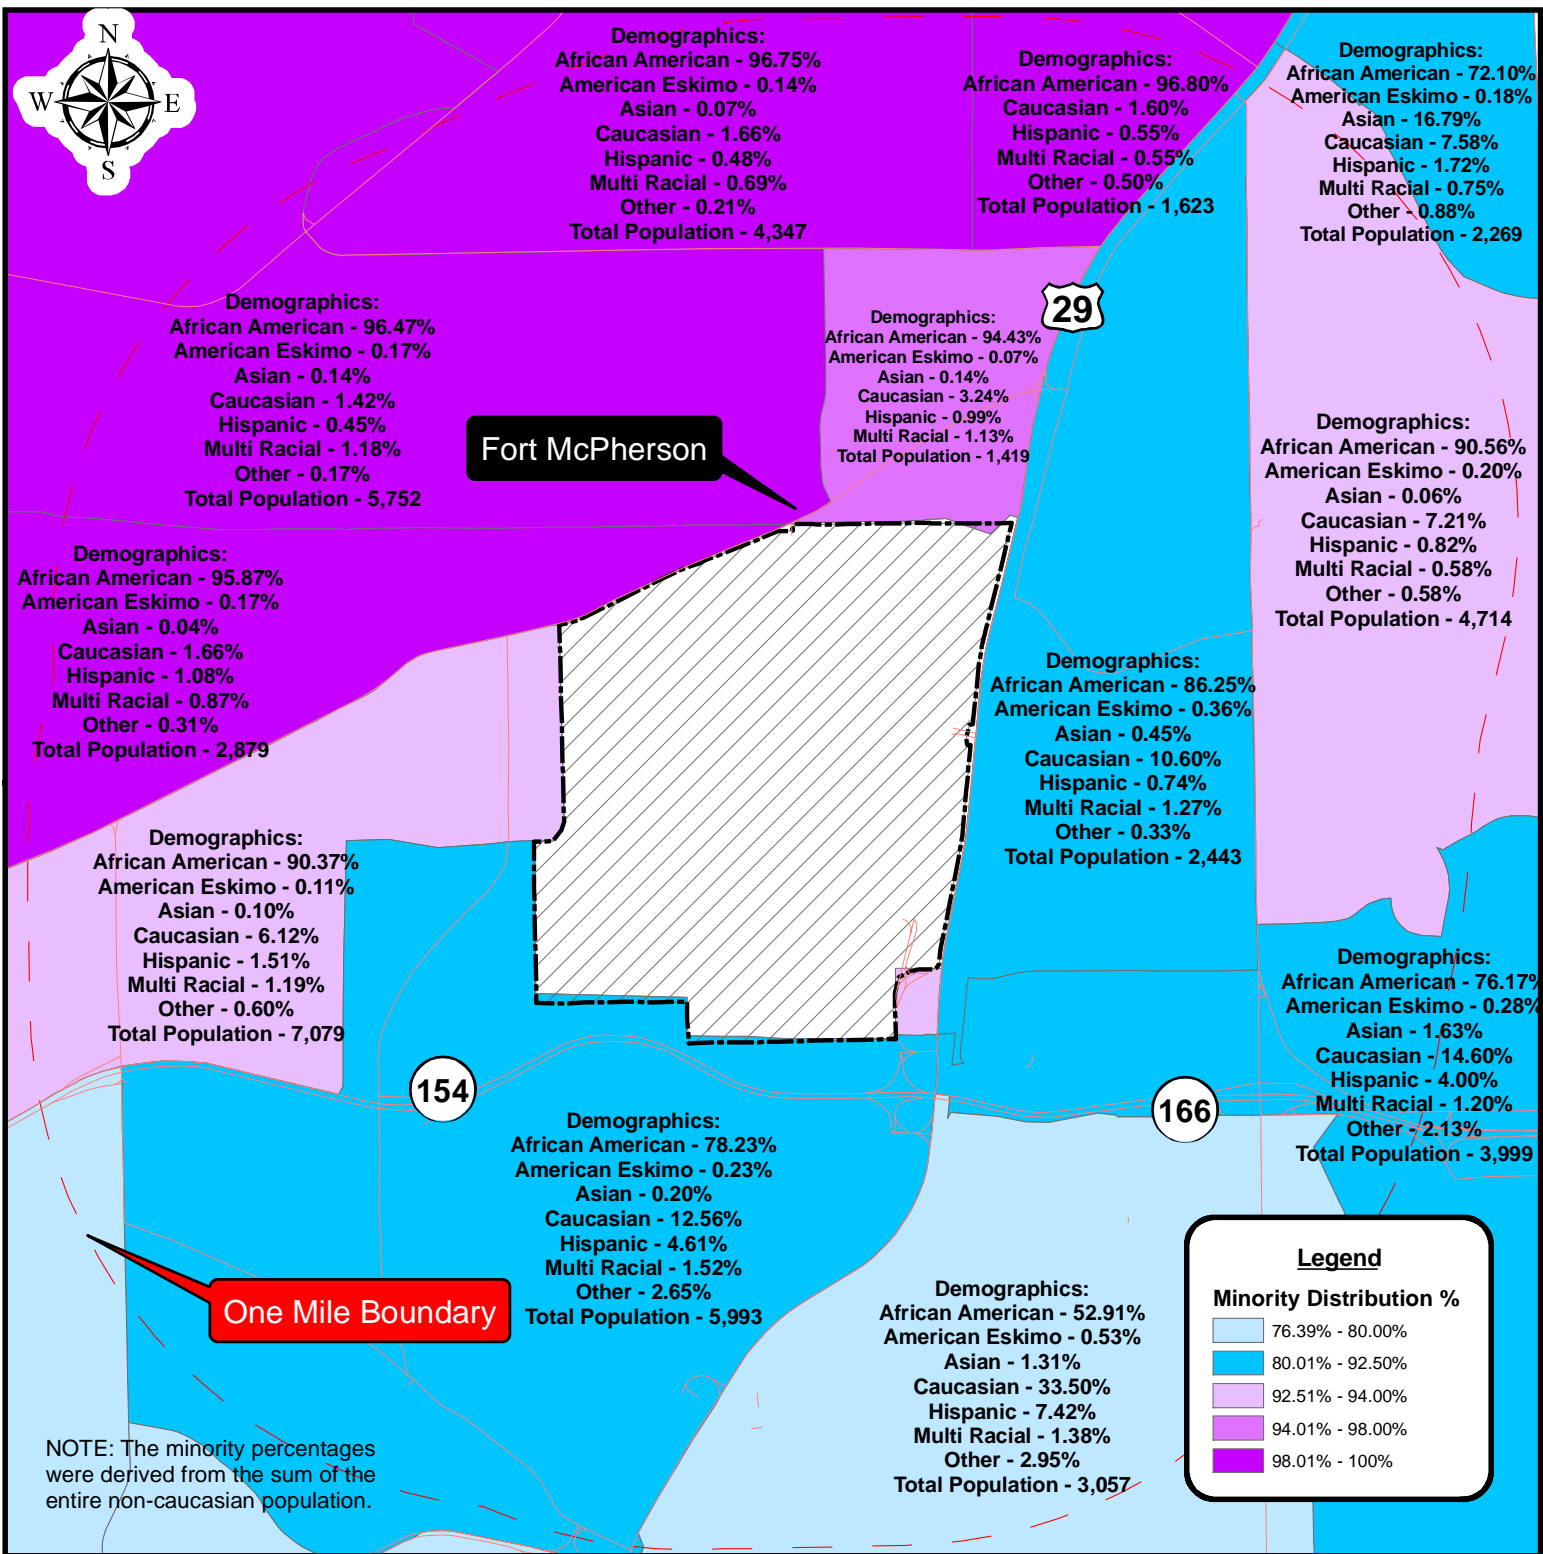 N
W
E
S
Demographics:
African American - 96.75%
American Eskimo - 0.14%
Asian - 0.07%
Caucasian - 1.66%
Hispanic - 0.48%
Multi Racial - 0.69%
Other - 0.21%
Total Population - 4,347
Demographics:
African American - 96.80%
Caucasian - 1.60%
Hispanic - 0.55%
Multi Racial - 0.55%
Other - 0.50%
Total Population - 1,623
Demographics:
African American - 72.10%
American Eskimo - 0.18%
Asian - 16.79%
Caucasian - 7.58%
Hispanic - 1.72%
Multi Racial - 0.75%
Other - 0.88%
Total Population - 2,269
Demographics:
African American - 96.47%
American Eskimo - 0.17%
Asian - 0.14%
Caucasian - 1.42%
Hispanic - 0.45%
Multi Racial - 1.18%
Other - 0.17%
Total Population - 5,752
Demographics:
African American - 94.43%
American Eskimo - 0.07%
Asian - 0.14%
Caucasian - 3.24%
Hispanic - 0.99%
Multi Racial - 1.13%
Total Population - 1,419
29
Fort McPherson
Demographics:
African American - 90.56%
American Eskimo - 0.20%
Asian - 0.06%
Caucasian - 7.21%
Hispanic - 0.82%
Multi Racial - 0.58%
Other - 0.58%
Total Population - 4,714
Demographics:
African American - 95.87%
American Eskimo - 0.17%
Asian - 0.04%
Caucasian - 1.66%
Hispanic - 1.08%
Multi Racial - 0.87%
Other - 0.31%
Total Population - 2,879
Demographics:
African American - 86.25%
American Eskimo - 0.36%
Asian - 0.45%
Caucasian - 10.60%
Hispanic - 0.74%
Multi Racial - 1.27%
Other - 0.33%
Total Population - 2,443
Demographics:
African American - 90.37%
American Eskimo - 0.11%
Asian - 0.10%
Caucasian - 6.12%
Hispanic - 1.51%
Multi Racial - 1.19%
Other - 0.60%
Total Population - 7,079
Demographics:
African American - 76.17%
American Eskimo - 0.28%
Asian - 1.63%
Caucasian - 14.60%
Hispanic - 4.00%
Multi Racial - 1.20%
Other - 2.13%
Total Population - 3,999
154
166
Demographics:
African American - 78.23%
American Eskimo - 0.23%
Asian - 0.20%
Caucasian - 12.56%
Hispanic - 4.61%
Multi Racial - 1.52%
Other - 2.65%
Total Population - 5,993
One Mile Boundary
Demographics:
African American - 52.91%
American Eskimo - 0.53%
Asian - 1.31%
Caucasian - 33.50%
Hispanic - 7.42%
Multi Racial - 1.38%
Other - 2.95%
Total Population - 3,057
Legend
Minority Distribution %
76.39% - 80.00%
80.01% - 92.50%
92.51% - 94.00%
94.01% - 98.00%
98.01% - 100%
NOTE: The minority percentages
were derived from the sum of the
entire non-caucasian population.